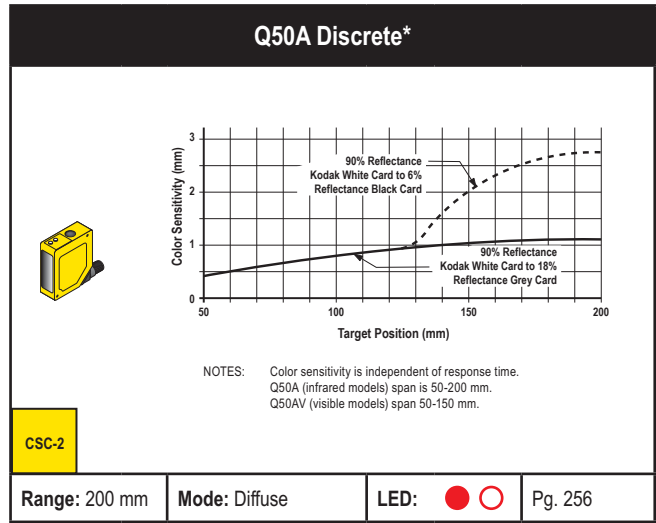 Q50A Discrete*
3
2
1
0
Color Sensitivity (mm)
90% Reflectance
Kodak White Card to 6%
Reflectance Black Card
90% Reflectance
Kodak White Card to 18%
Reflectance Grey Card
50
100
150
200
Target Position (mm)
NOTES: Color sensitivity is independent of response time.
Q50A (infrared models) span is 50-200 mm.
Q50AV (visible models) span 50-150 mm.
CSC-2
Range: 200 mm
Mode: Diffuse
LED:
Pg. 256